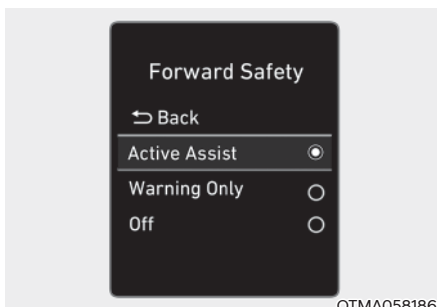 Forward Safety
Back
Active Assist
Warning Only
Off
OTMA058186